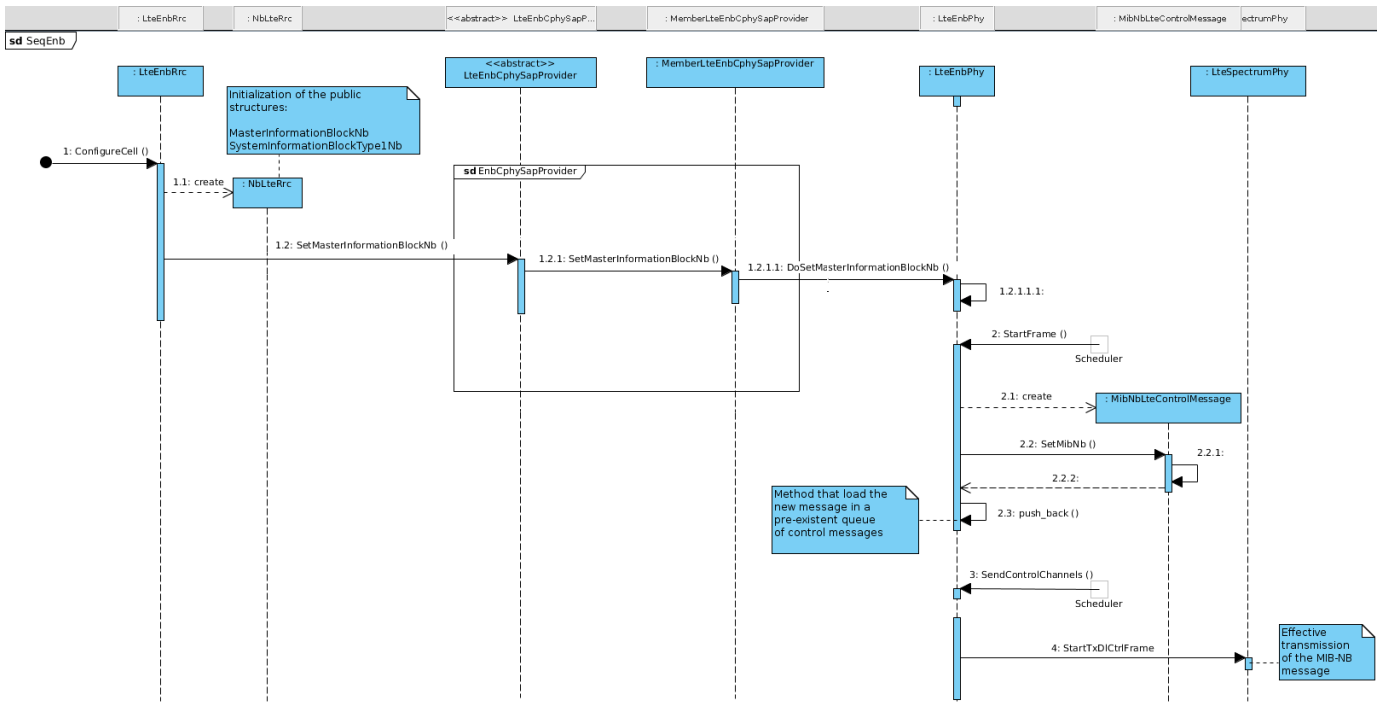 : LteEnbRrc
: NbLteRrc
<<abstract>> LteEnbCphySapP...
: MemberLteEnbCphySapProvider
: LteEnbPhy
: MibNbLteControlMessage
ectrumPhy
sd SeqEnb
: LteEnbRrc
<<abstract>>
LteEnbCphySapProvider
: MemberLteEnbCphySapProvider
: LteEnbPhy
: LteSpectrumPhy
Initialization of the public
structures:
MasterInformationBlockNb
SystemInformationBlockType1Nb
1: ConfigureCell ()
sd EnbCphySapProvider
1.1: create
: NbLteRrc
1.2: SetMasterInformationBlockNb ()
1.2.1: SetMasterInformationBlockNb ()
1.2.1.1: DoSetMasterInformationBlockNb ()
1.2.1.1.1:
2: StartFrame ()
Scheduler
2.1: create
: MibNbLteControlMessage
2.2: SetMibNb ()
2.2.1:
2.2.2:
Method that load the
new message in a
pre-existent queue
of control messages
2.3: push_back ()
3: SendControlChannels ()
Scheduler
4: StartTxDlCtrlFrame
Effective
transmission
of the MIB-NB
message